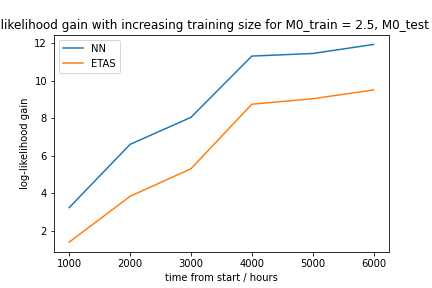 likelihood gain with increasing training size for M0_train = 2.5, M0_test
NN
ETAS
log-likelihood gain
12
10
8
6
4
2
1000 2000 3000 4000 5000 6000
time from start / hours